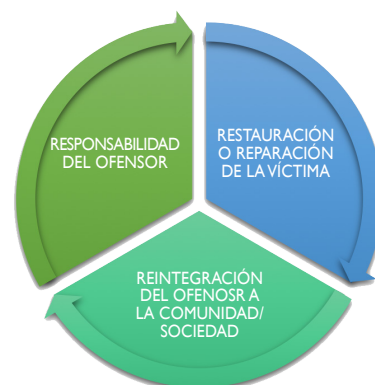 RESPONSABILIDAD
DEL OFENSOR
RESTAURACIÓN
O REPARACIÓN
DE LA VÍCTIMA
REINTEGRACIÓN
DEL OFENOSR A
LA COMUNIDAD/
SOCIEDAD